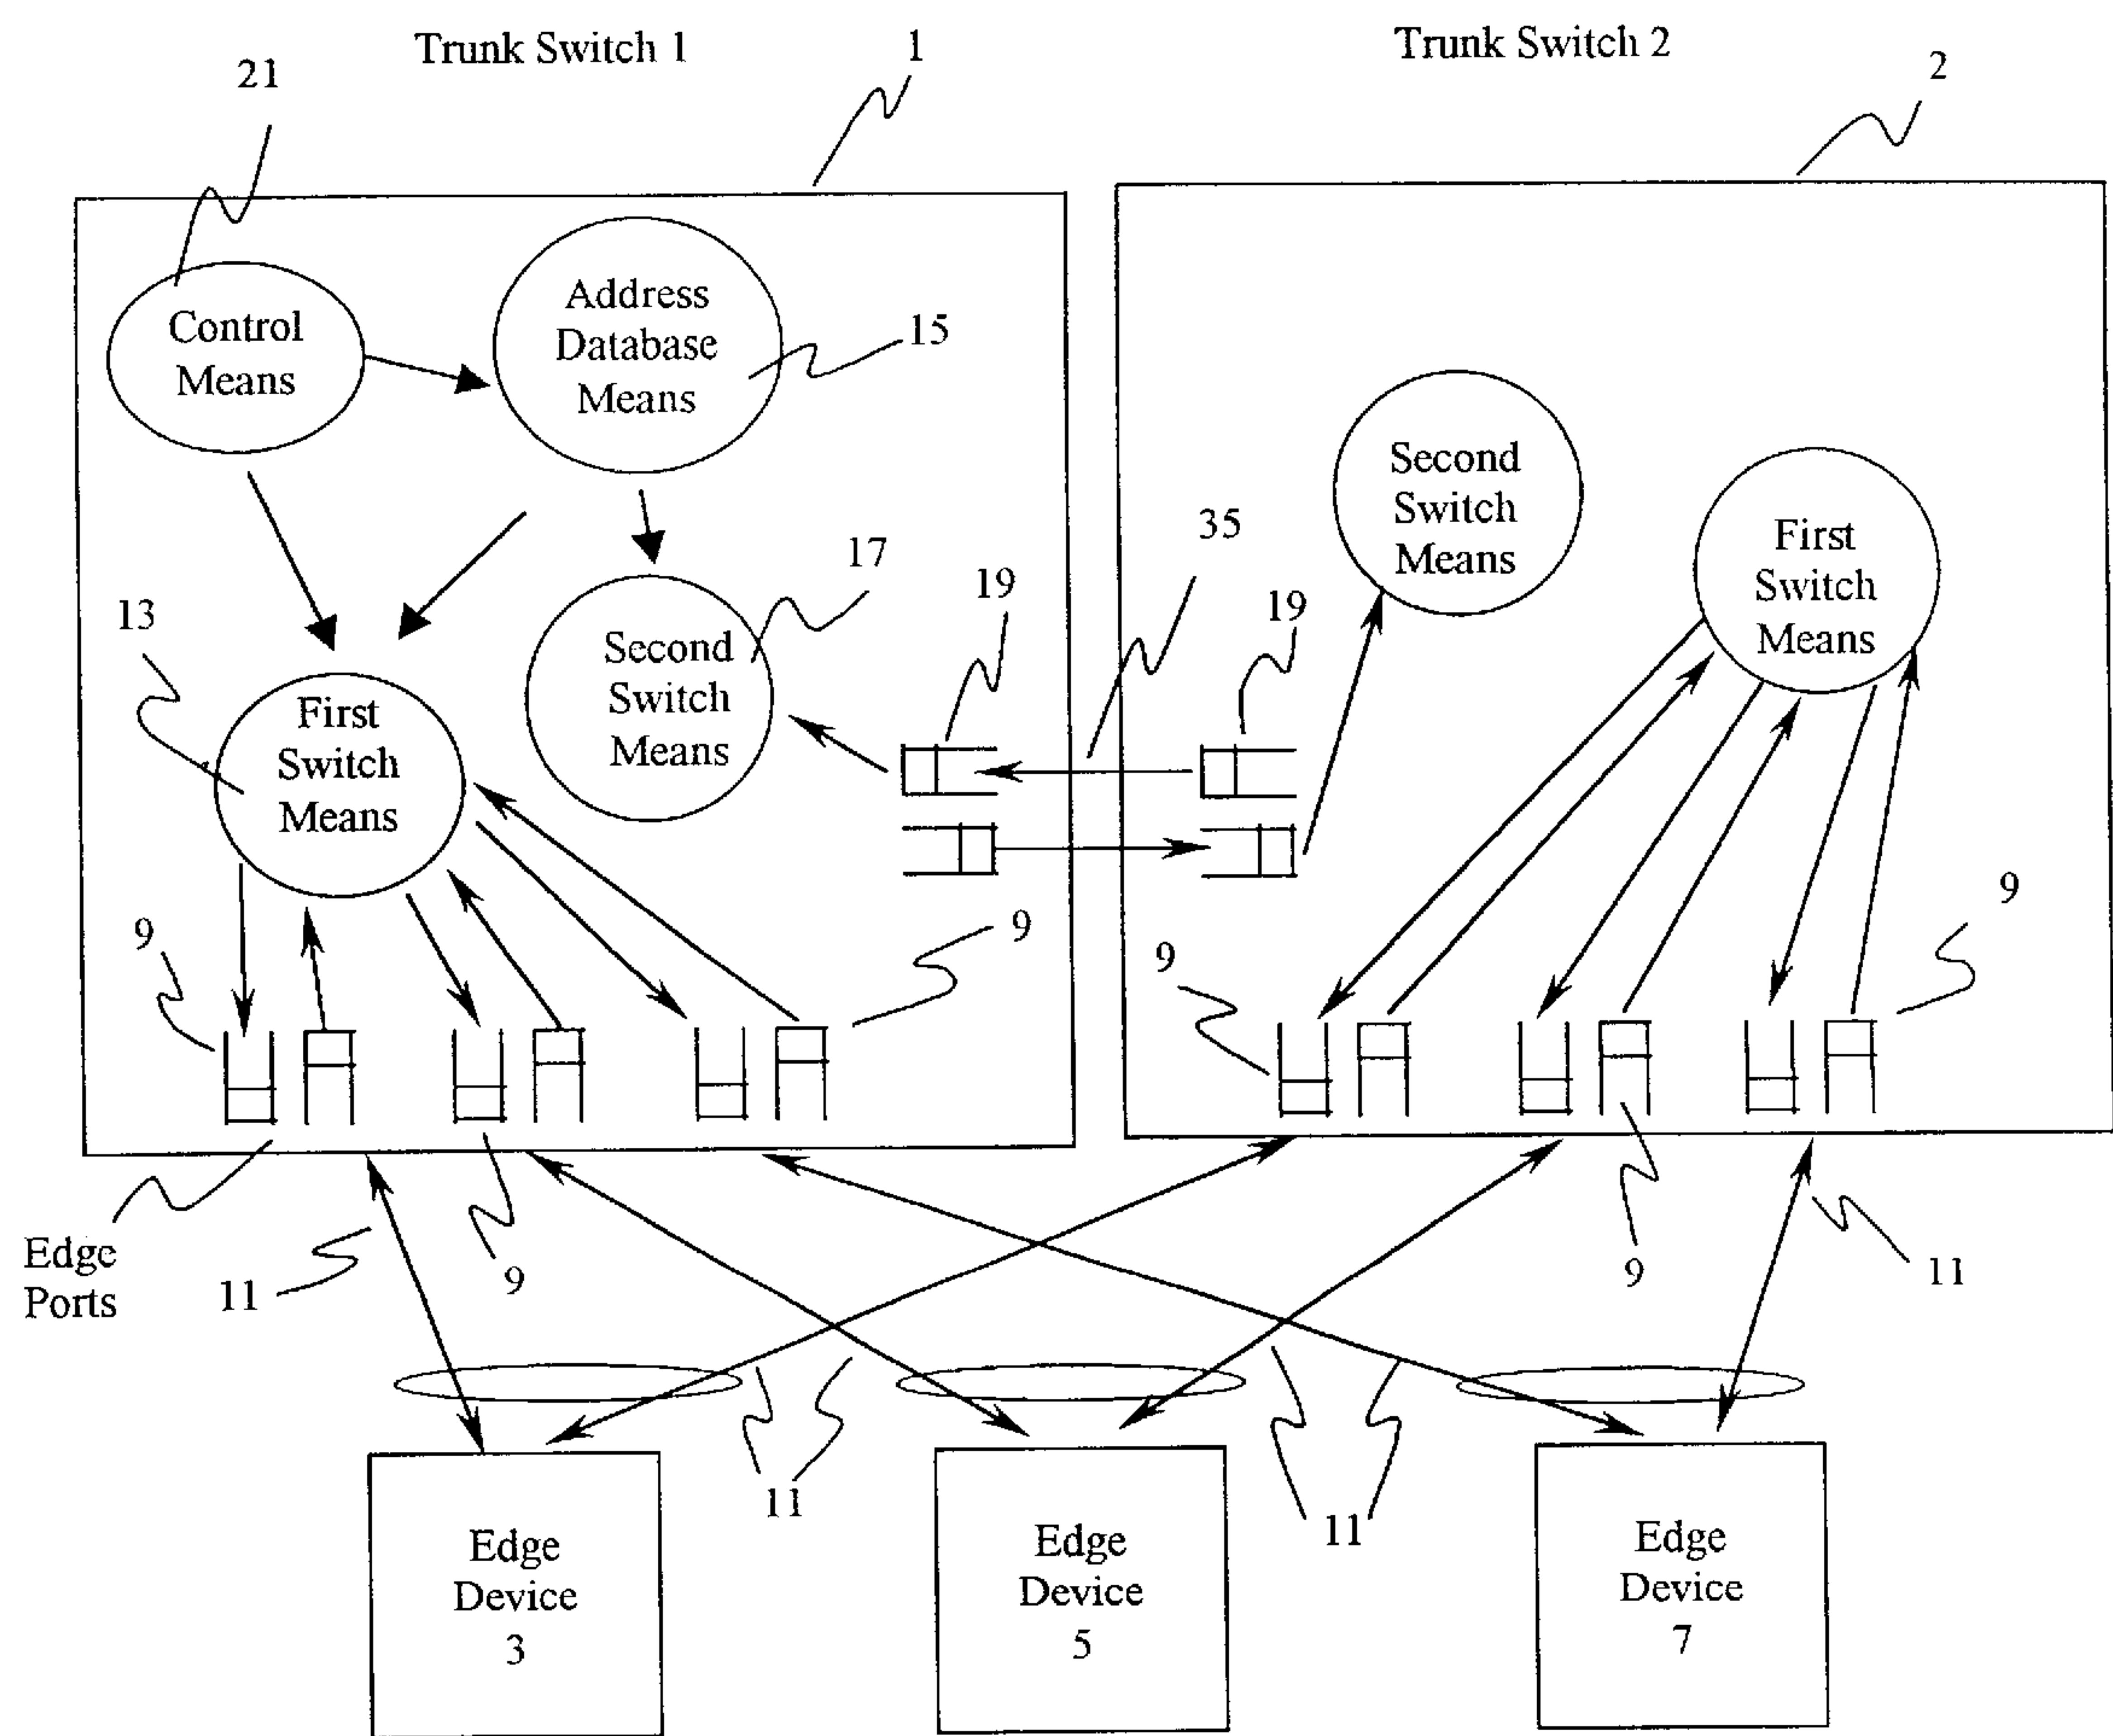 Trunk Switch 1
1
Trunk Switch 2
2
21
Control
Means
Address
Database
Means
15
Second
Switch
Means
First
Switch
Means
35
17
19
19
13
Second
Switch
Means
First
Switch
Means
9
9
9
9
Edge
Ports
11
9
9
11
11
11
Edge
Device
3
Edge
Device
5
Edge
Device
7